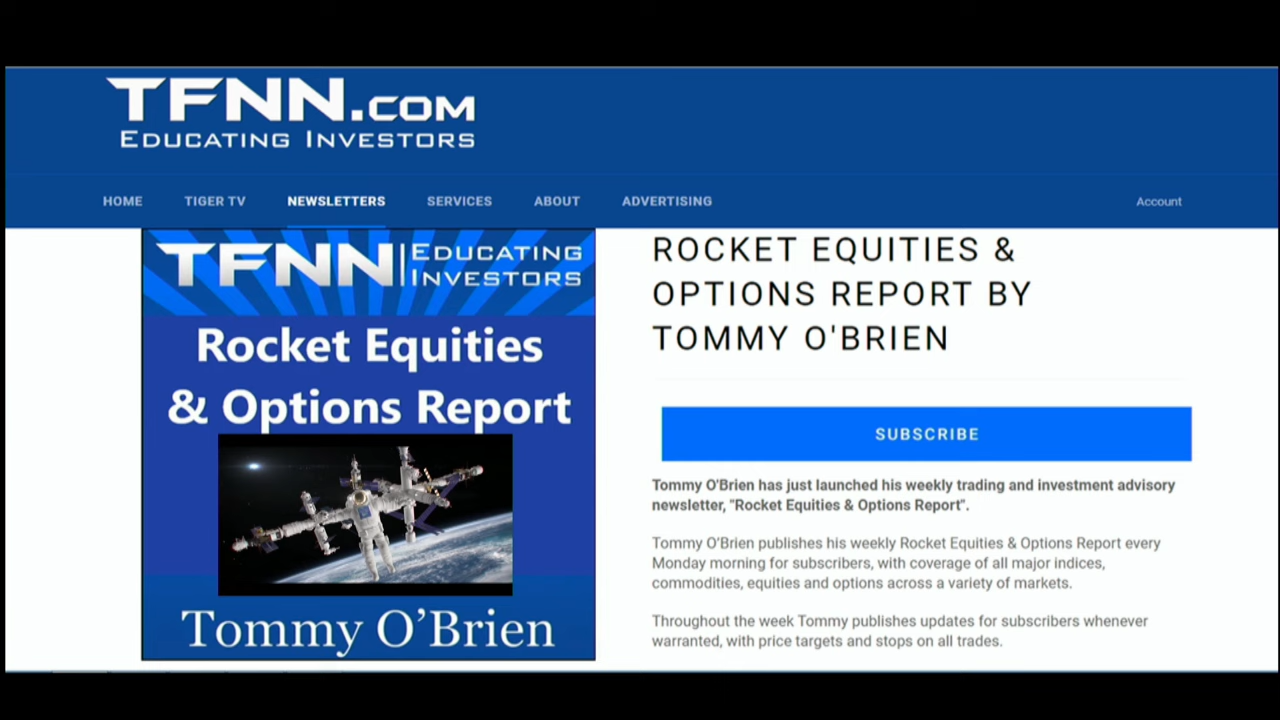 TFNN.COM
EDUCATING INVESTORS
HOME TIGER TV NEWSLETTERS SERVICES ABOUT ADVERTISING Account
TFNN EDUCATING
INVESTORS
Rocket Equities
& Options Report
Tommy O’Brien
ROCKET EQUITIES &
OPTIONS REPORT BY
TOMMY O'BRIEN
SUBSCRIBE
Tommy O'Brien has just launched his weekly trading and investment advisory
newsletter, "Rocket Equities & Options Report".
Tommy O’Brien publishes his weekly Rocket Equities & Options Report every
Monday morning for subscribers, with coverage of all major indices,
commodities, equities and options across a variety of markets.
Throughout the week Tommy publishes updates for subscribers whenever
warranted, with price targets and stops on all trades.